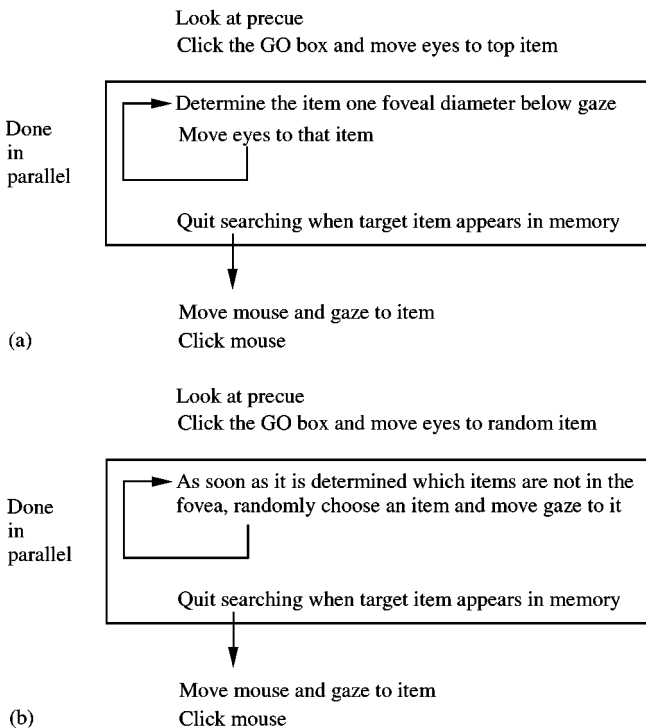 Look at precue
Click the GO box and move eyes to top item
Done
in
parallel
Determine the item one foveal diameter below gaze
Move eyes to that item
Quit searching when target item appears in memory
Move mouse and gaze to item
(a)
Click mouse
Look at precue
Click the GO box and move eyes to random item
Done
in
parallel
As soon as it is determined which items are not in the
fovea, randomly choose an item and move gaze to it
Quit searching when target item appears in memory
Move mouse and gaze to item
(b)
Click mouse